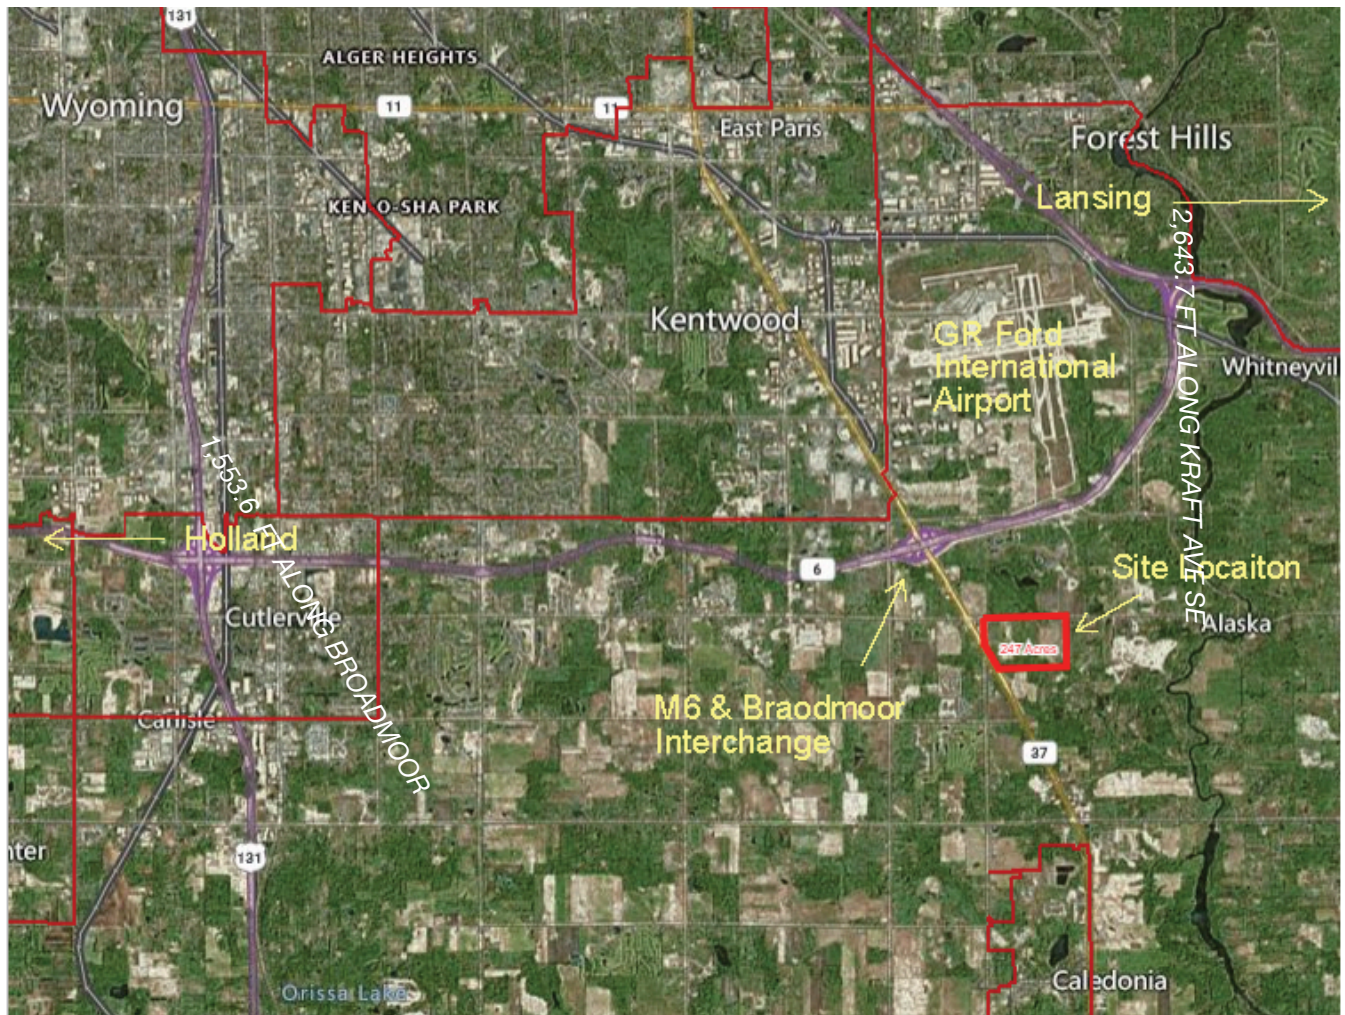 131
ALGER HEIGHTS
Wyoming
11
11
East Paris
Forest Hills
KEN-O-SHA PARK
Lansing
2,643.7 FT ALONG KRAFT AVE SE
Kentwood
GR Ford
International
Airport
Whitneyvil
1,553.6 FT ALONG BROADMOOR
Holland
6
Site Locaiton
Cutlerville
Alaska
247 Acres
M6 & Braodmoor
Interchange
Carlisle
37
nter
131
Caledonia
Orissa Lake